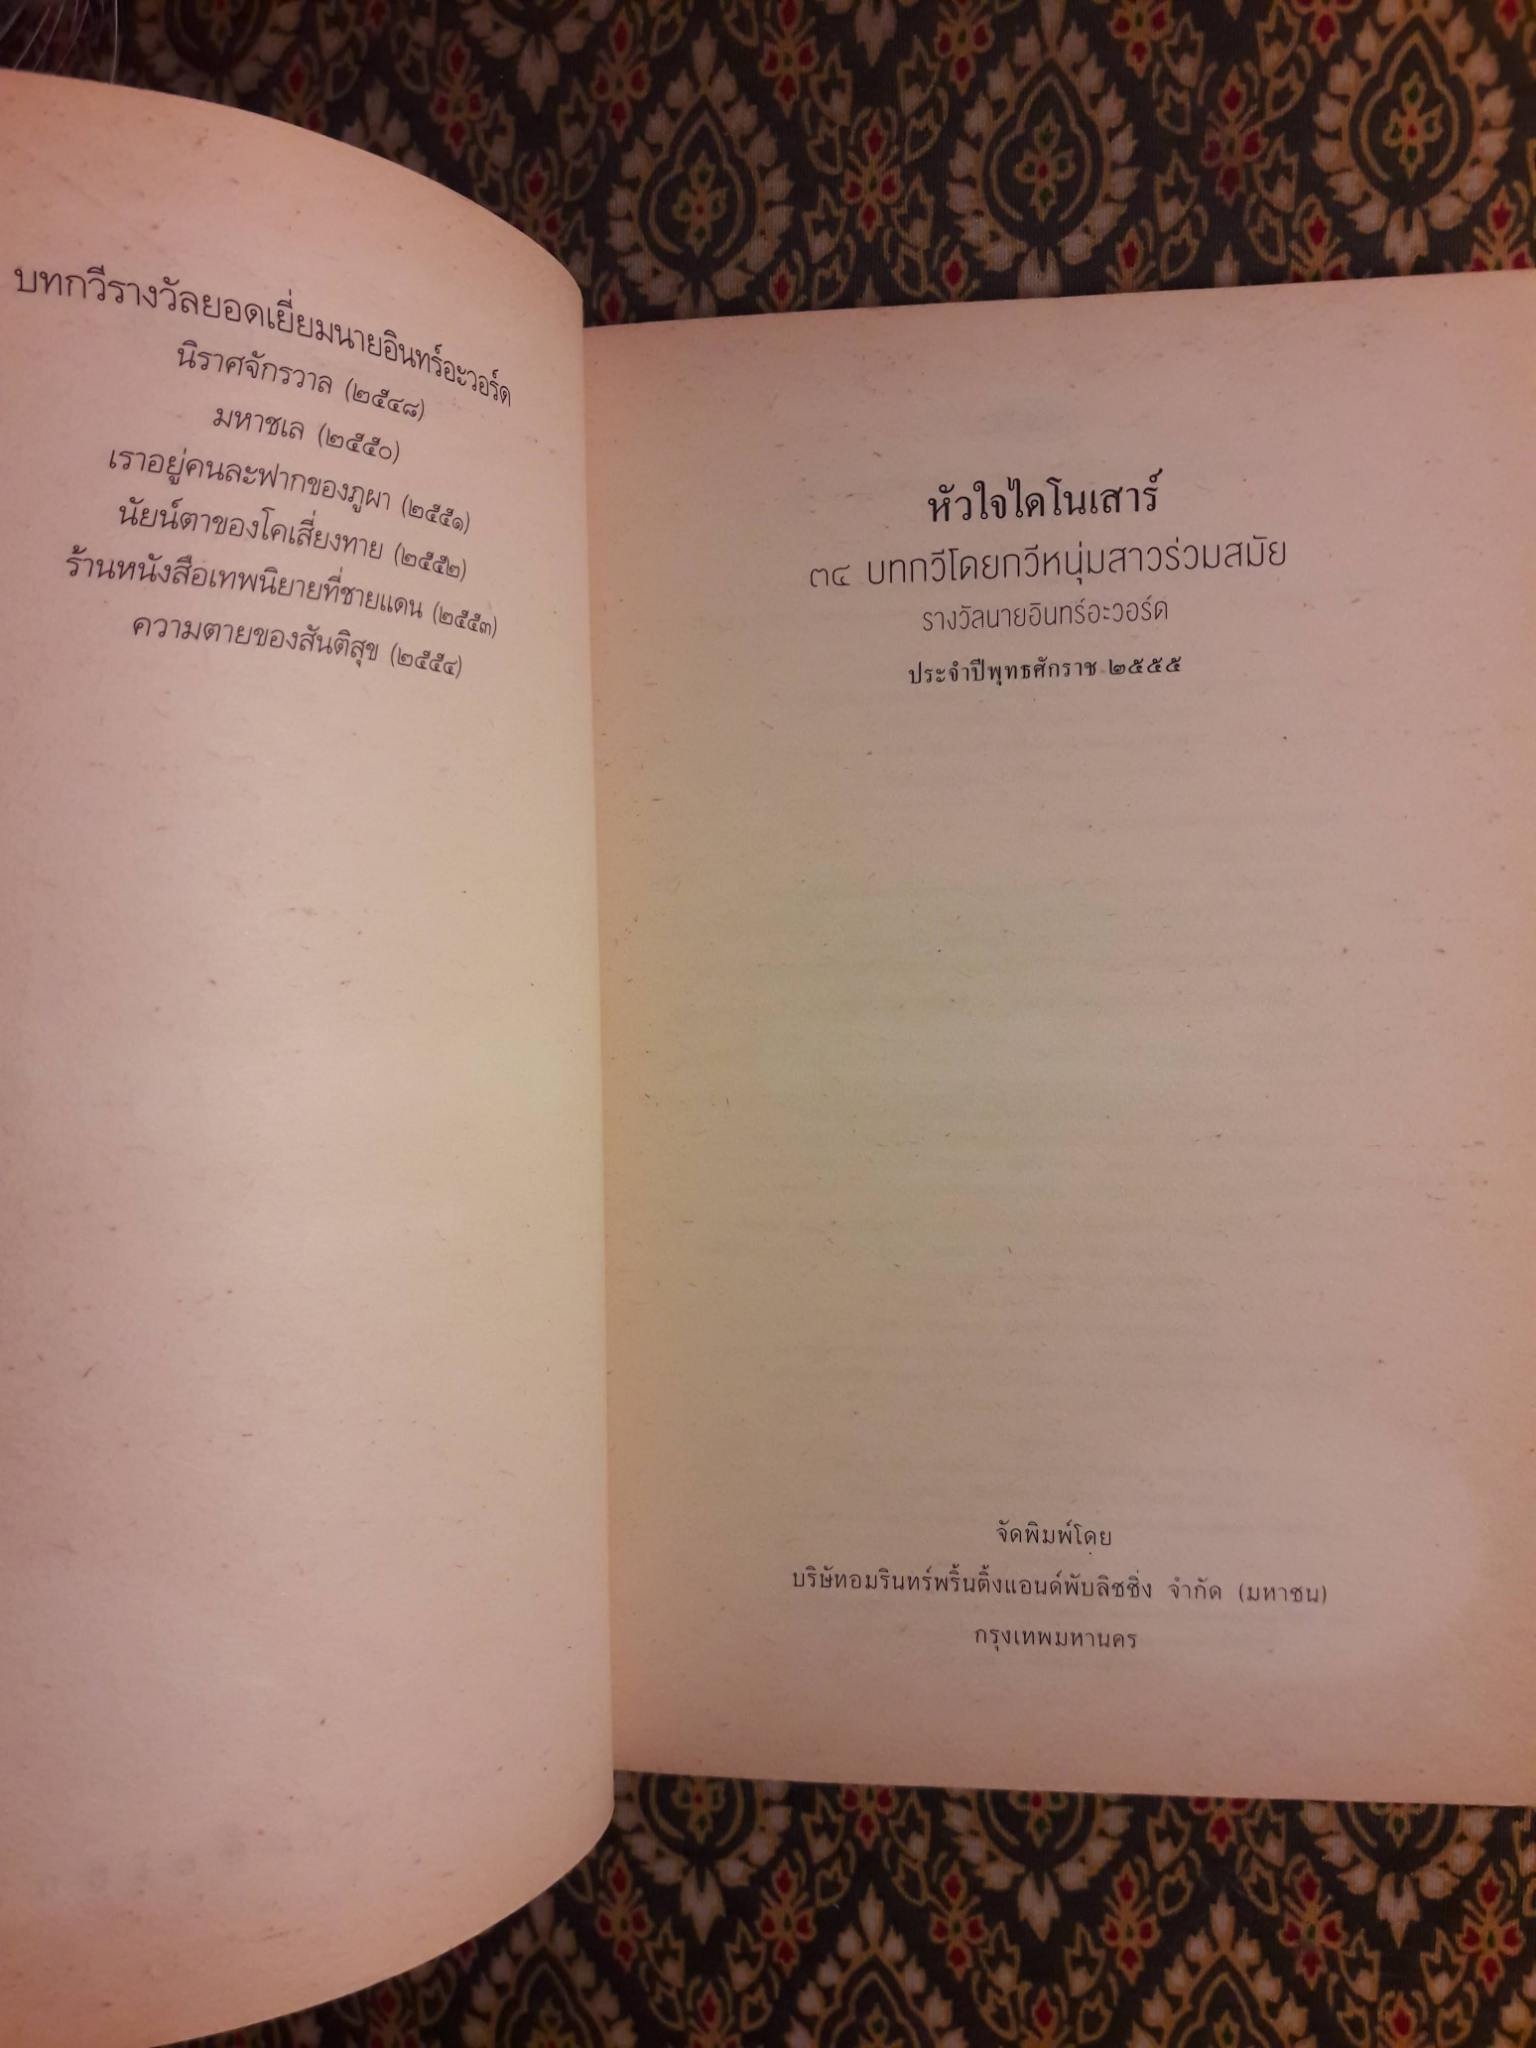 บทกวีรางวัลยอดเยี่ยมนายอินทร์อะวอร์ด
นิราศจักรวาล (๒๕๔๘)
มหาชเล (๒๕๕๐)
เราอยู่คนละฟากของภูผา (๒๕๕๑)
นัยน์ตาของโคเสี่ยงทาย (๒๕๕๒)
ร้านหนังสือเทพนิยายที่ชายแดน (๒๕๕๓)
ความตายของสันติสุข (๒๕๕๔)
หัวใจไดโนเสาร์
๓๔ บทกวีโดยกวีหนุ่มสาวร่วมสมัย
รางวัลนายอินทร์อะวอร์ด
ประจำปีพุทธศักราช ๒๕๕๕
จัดพิมพ์โดย
บริษัทอมรินทร์พริ้นติ้งแอนด์พับลิชชิ่ง จำกัด (มหาชน)
กรุงเทพมหานคร